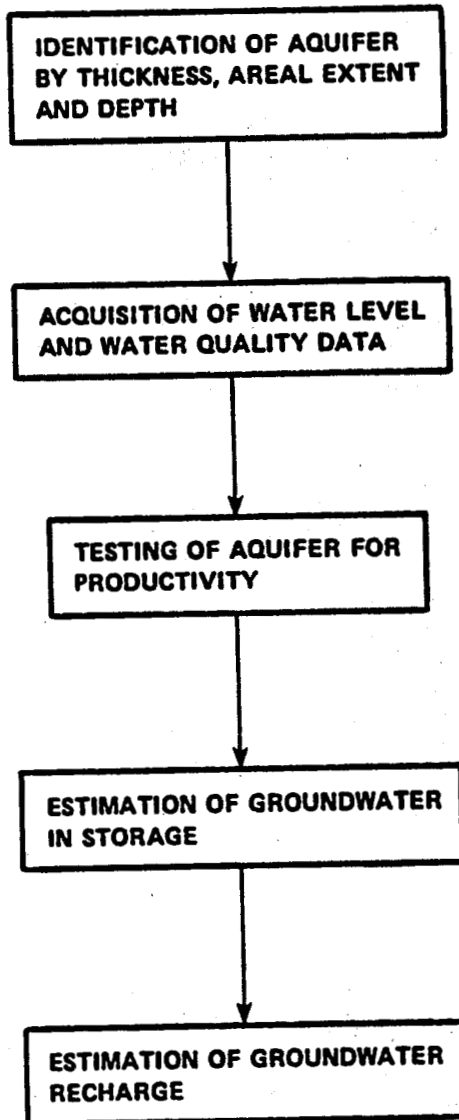 IDENTIFICATION OF AQUIFER
BY THICKNESS, AREAL EXTENT
AND DEPTH
ACQUISITION OF WATER LEVEL
AND WATER QUALITY DATA
TESTING OF AQUIFER FOR
PRODUCTIVITY
ESTIMATION OF GROUNDWATER
IN STORAGE
ESTIMATION OF GROUNDWATER
RECHARGE